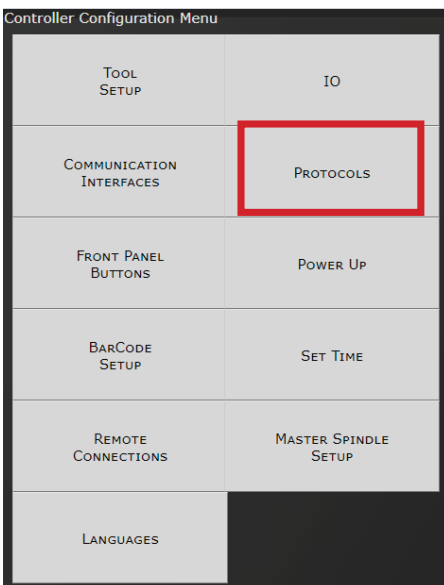 Controller Configuration Menu
Tool
Setup
IO
Communication
Interfaces
Protocols
Front Panel
Buttons
Power Up
BarCode
Setup
Set Time
Remote
Connections
Master Spindle
Setup
Languages